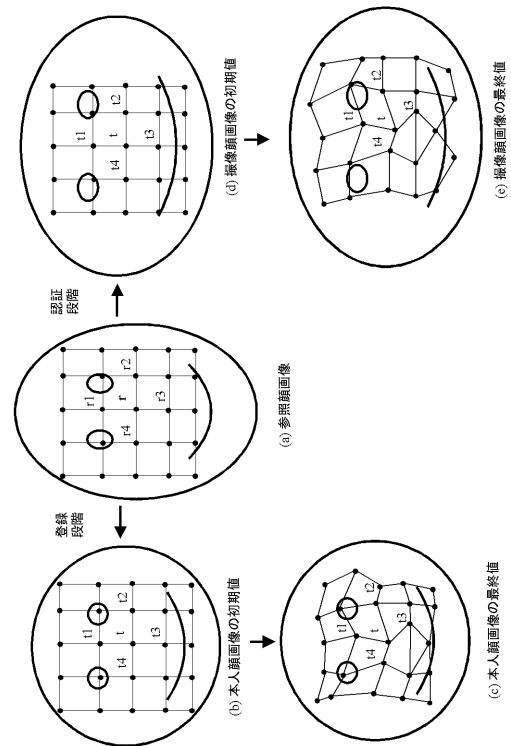 登録
段階
認証
段階
r1
r2
r
r4
r3
(a) 参照顔画像
t1
t2
t
t4
t3
(b) 本人顔画像の初期値
t1
t2
t
t4
t3
(c) 本人顔画像の最終値
t1
t2
t
t4
t3
(d) 撮像顔画像の初期値
t1
t2
t
t4
t3
(e) 撮像顔画像の最終値